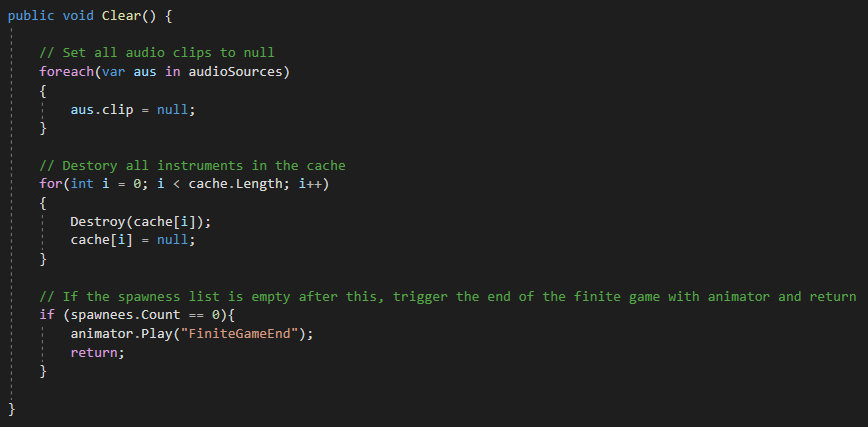 public void Clear() {
// Set all audio clips to null
foreach(var aus in audioSources)
{
aus.clip = null;
}
// Destory all instruments in the cache
for(int i = 0; i < cache.Length; i++)
{
Destroy(cache[i]);
cache[i] = null;
}
// If the spawness list is empty after this, trigger the end of the finite game with animator and return
if (spawnees.Count == 0){
animator.Play("FiniteGameEnd");
return;
}
}